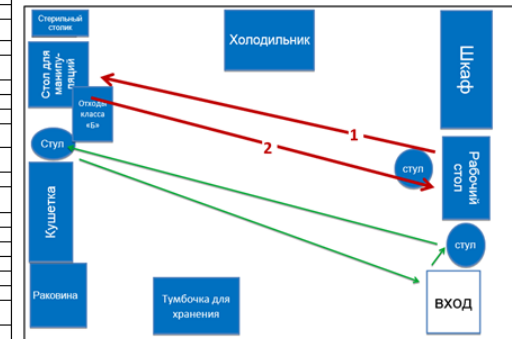 Стерильный
столик
Стол для
манипу-
ляций
Отходы
класса
«Б»
Стул
Кушетка
Раковина
Холодильник
Шкаф
1
2
стул
Рабочий
стол
стул
ВХОД
Тумбочка для
хранения